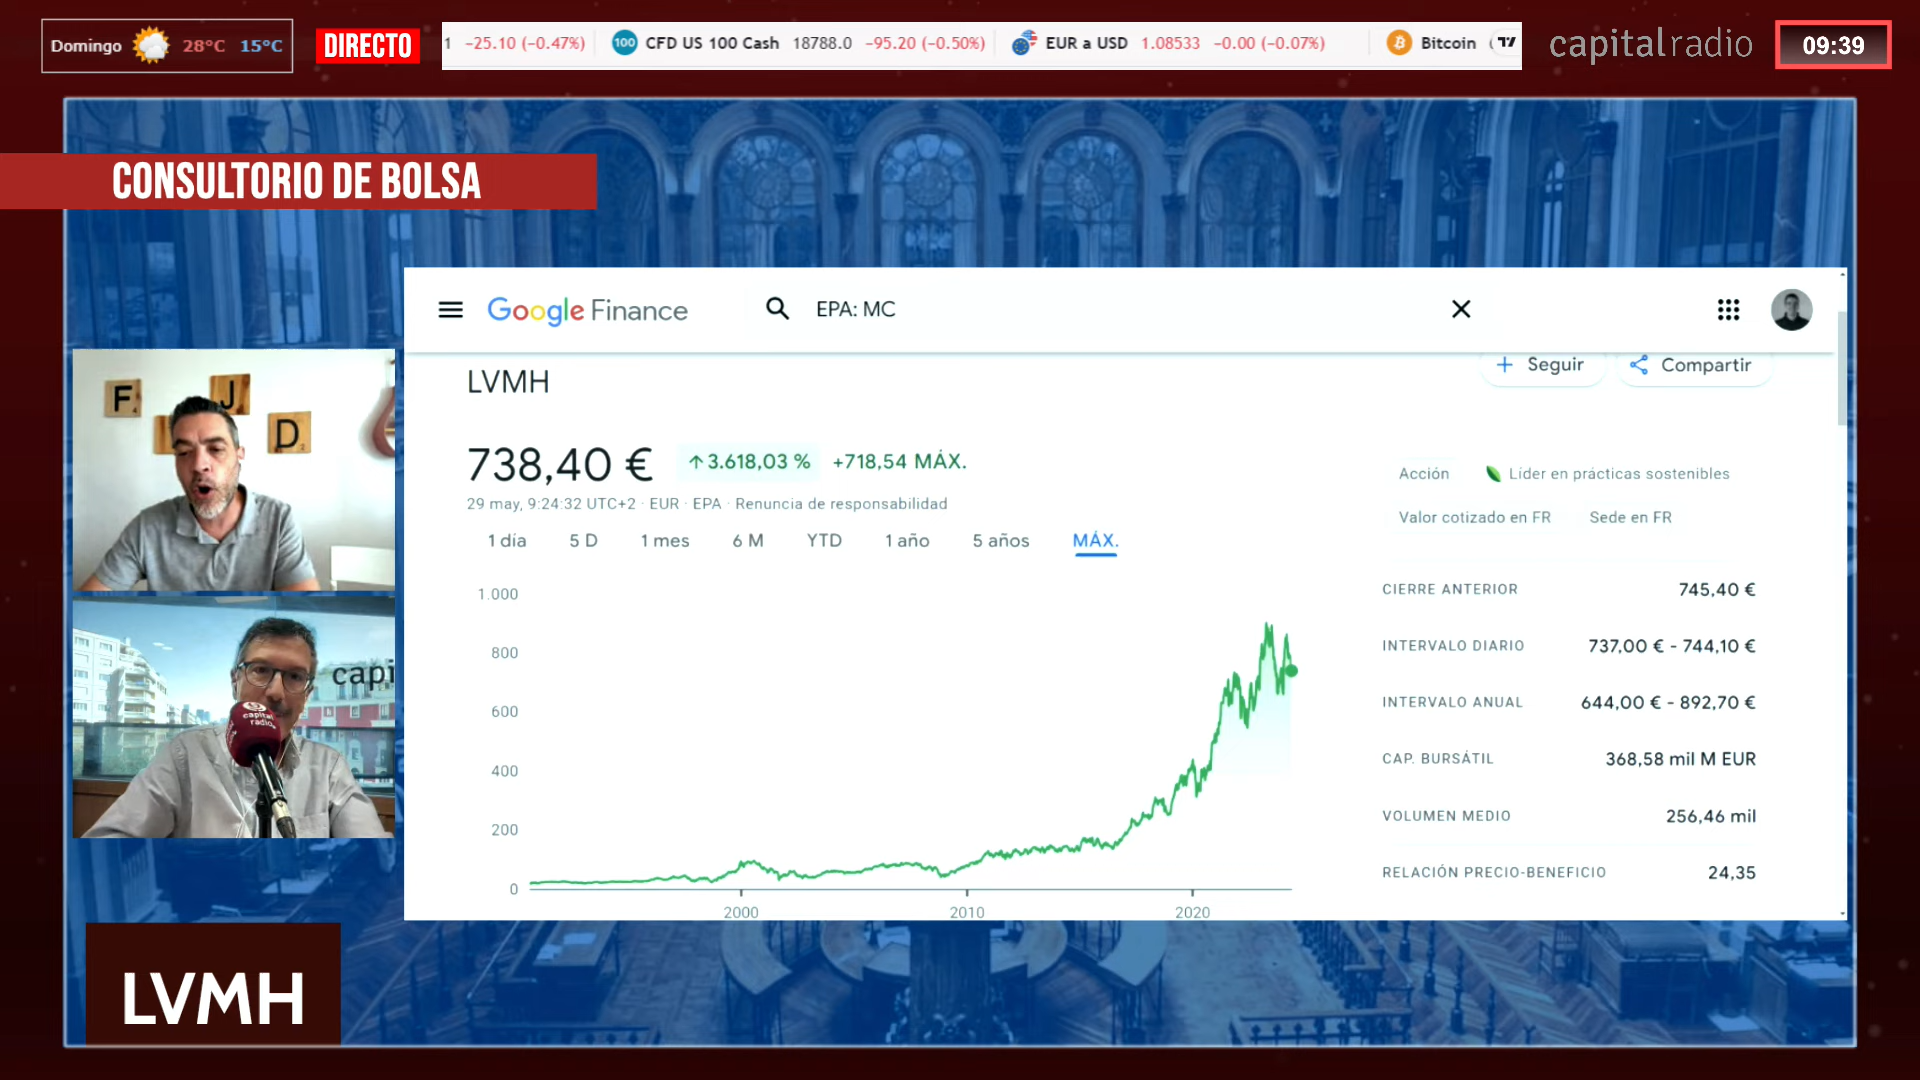 Domingo 28°C 15°C
DIRECTO
1 −25.10 (−0.47%) 100 CFD US 100 Cash 18788.0 −95.20 (−0.50%) EUR a USD 1.08533 −0.00 (−0.07%) Bitcoin
capitalradio
09:39
CONSULTORIO DE BOLSA
Google Finance
EPA: MC
LVMH
Seguir
Compartir
738,40 € ↑3.618,03 % +718,54 MÁX.
29 may, 9:24:32 UTC+2 · EUR · EPA · Renuncia de responsabilidad
1 día 5 D 1 mes 6 M YTD 1 año 5 años MÁX.
1.000
800
600
400
200
0
2000 2010 2020
Acción Líder en prácticas sostenibles
Valor cotizado en FR Sede en FR
CIERRE ANTERIOR 745,40 €
INTERVALO DIARIO 737,00 € - 744,10 €
INTERVALO ANUAL 644,00 € - 892,70 €
CAP. BURSÁTIL 368,58 mil M EUR
VOLUMEN MEDIO 256,46 mil
RELACIÓN PRECIO-BENEFICIO 24,35
F J
D
capi
capital
radio
LVMH